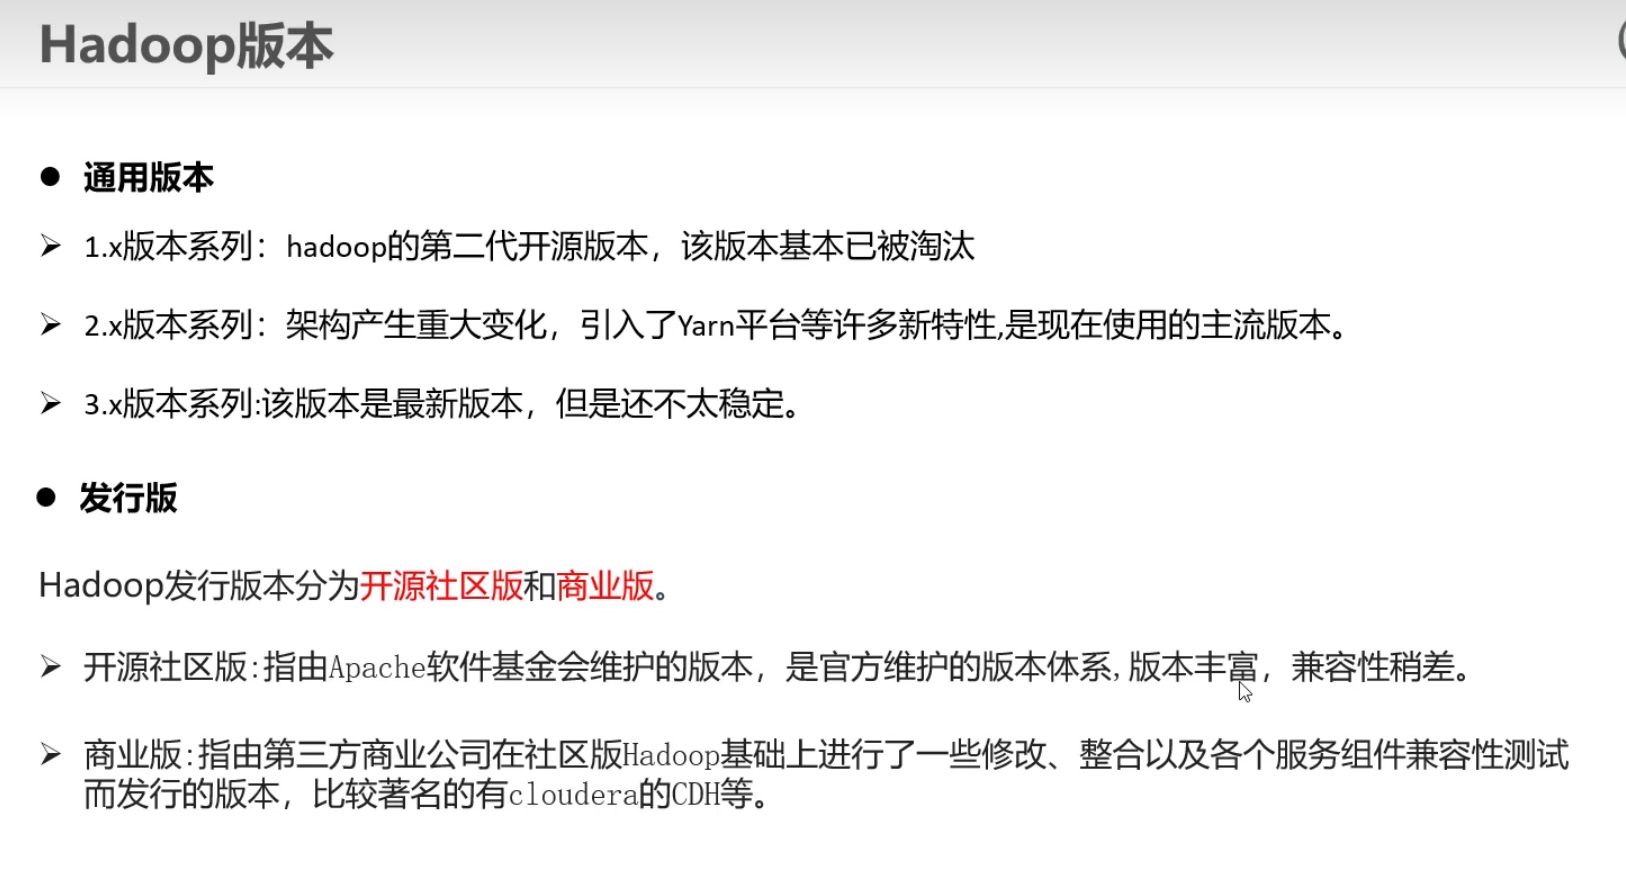 Hadoop版本
● 通用版本
➢ 1.x版本系列：hadoop的第二代开源版本，该版本基本已被淘汰
➢ 2.x版本系列：架构产生重大变化，引入了Yarn平台等许多新特性,是现在使用的主流版本。
➢ 3.x版本系列:该版本是最新版本，但是还不太稳定。
● 发行版
Hadoop发行版本分为开源社区版和商业版。
➢ 开源社区版:指由Apache软件基金会维护的版本，是官方维护的版本体系,版本丰富，兼容性稍差。
➢ 商业版:指由第三方商业公司在社区版Hadoop基础上进行了一些修改、整合以及各个服务组件兼容性测试
而发行的版本，比较著名的有cloudera的CDH等。